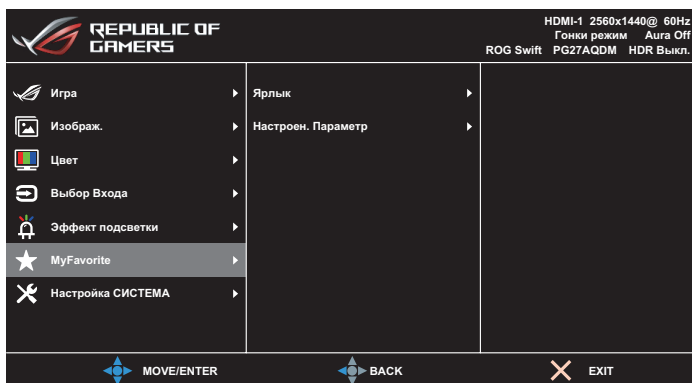 REPUBLIC OF
GAMERS
HDMI-1 2560x1440@ 60Hz
Гонки режим Aura Off
ROG Swift PG27AQDM HDR Выкл.
Игра
Изображ.
Цвет
Выбор Входа
Эффект подсветки
MyFavorite
Настройка СИСТЕМА
Ярлык
Настроен. Параметр
MOVE/ENTER
BACK
EXIT